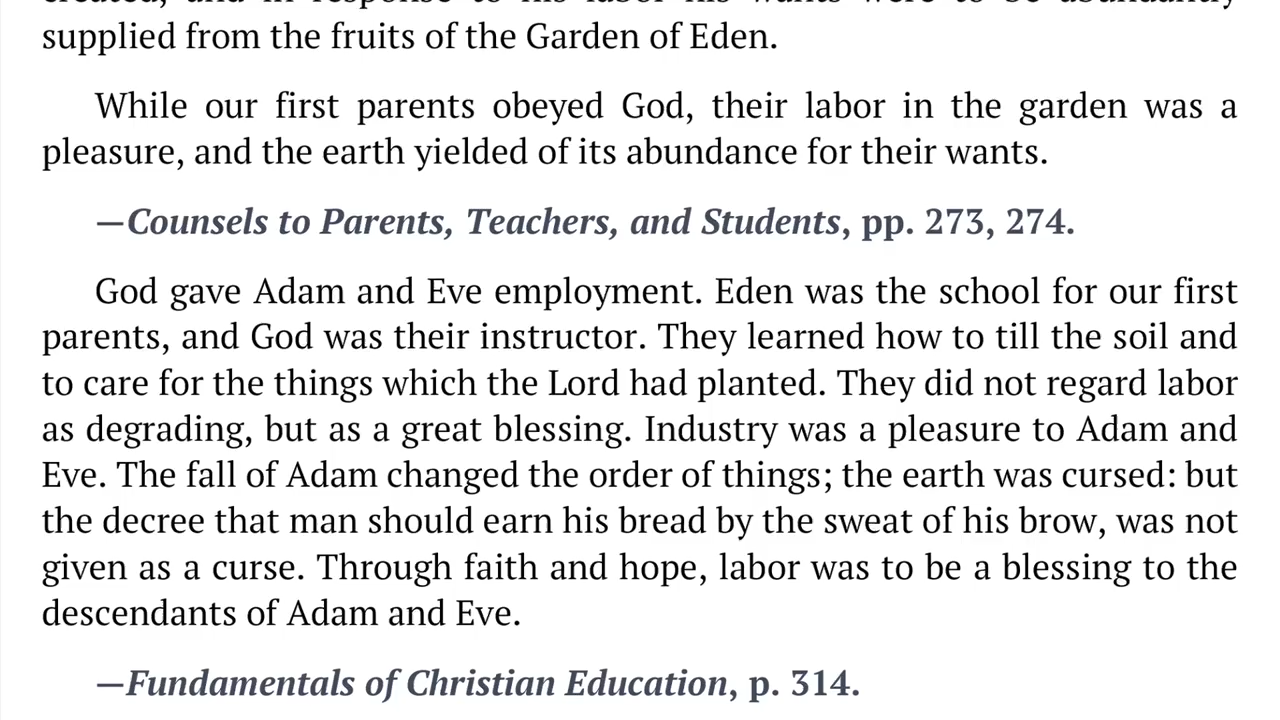 supplied from the fruits of the Garden of Eden.
While our first parents obeyed God, their labor in the garden was a
pleasure, and the earth yielded of its abundance for their wants.
—Counsels to Parents, Teachers, and Students, pp. 273, 274.
God gave Adam and Eve employment. Eden was the school for our first
parents, and God was their instructor. They learned how to till the soil and
to care for the things which the Lord had planted. They did not regard labor
as degrading, but as a great blessing. Industry was a pleasure to Adam and
Eve. The fall of Adam changed the order of things; the earth was cursed: but
the decree that man should earn his bread by the sweat of his brow, was not
given as a curse. Through faith and hope, labor was to be a blessing to the
descendants of Adam and Eve.
—Fundamentals of Christian Education, p. 314.